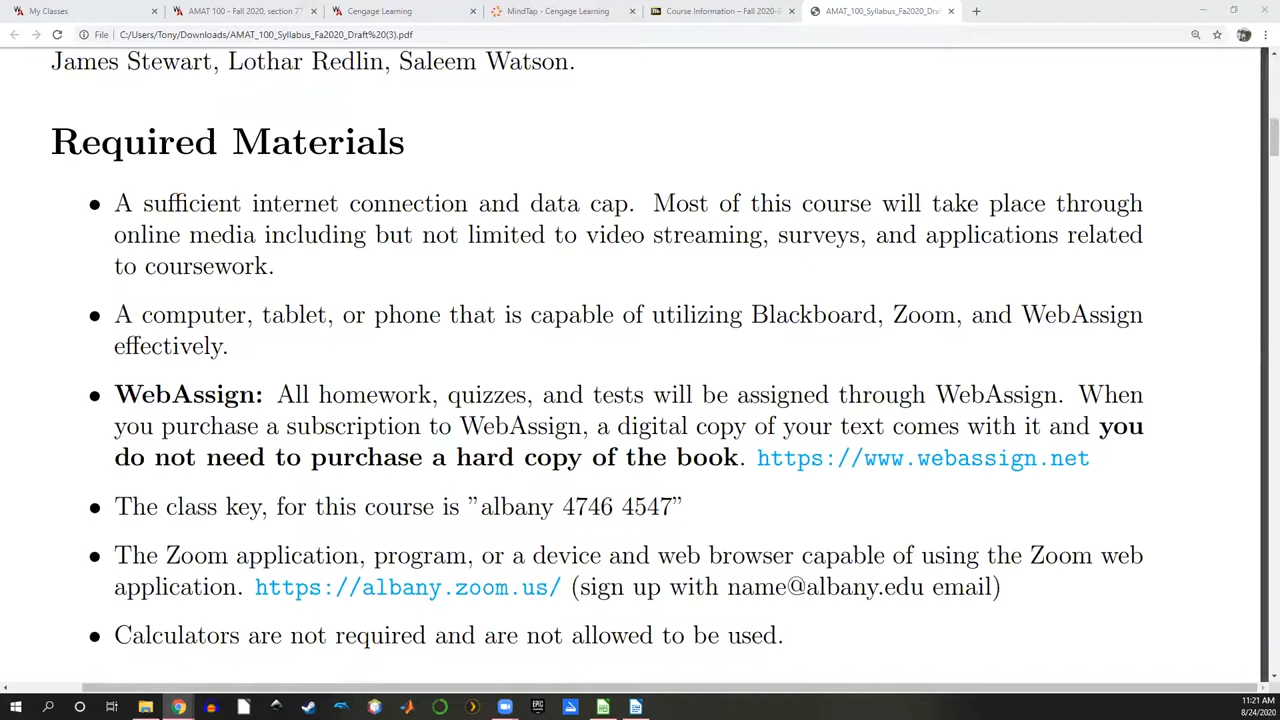 My Classes
AMAT 100 - Fall 2020, section 77
Cengage Learning
MindTap - Cengage Learning
Course Information – Fall 2020-
AMAT_100_Syllabus_Fa2020_Dra
File
C:/Users/Tony/Downloads/AMAT_100_Syllabus_Fa2020_Draft%20(3).pdf
James Stewart, Lothar Redlin, Saleem Watson.
Required Materials
• A sufficient internet connection and data cap. Most of this course will take place through
online media including but not limited to video streaming, surveys, and applications related
to coursework.
• A computer, tablet, or phone that is capable of utilizing Blackboard, Zoom, and WebAssign
effectively.
• WebAssign: All homework, quizzes, and tests will be assigned through WebAssign. When
you purchase a subscription to WebAssign, a digital copy of your text comes with it and you
do not need to purchase a hard copy of the book. https://www.webassign.net
• The class key, for this course is ”albany 4746 4547”
• The Zoom application, program, or a device and web browser capable of using the Zoom web
application. https://albany.zoom.us/ (sign up with name@albany.edu email)
• Calculators are not required and are not allowed to be used.
EPIC
11:21 AM
8/24/2020